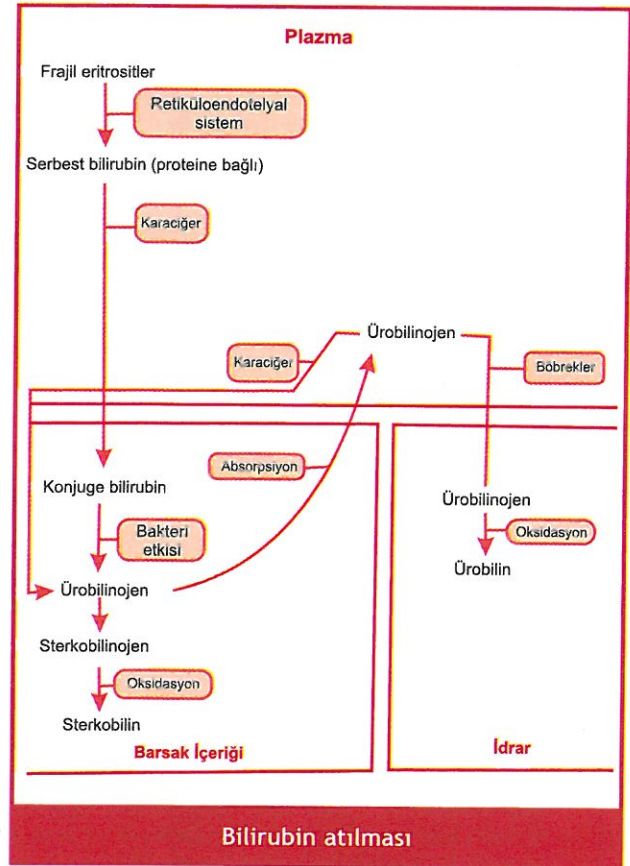 Plazma
Frajil eritrositler
Retiküloendotelyal
sistem
Serbest bilirubin (proteine bağlı)
Karaciğer
Ürobilinojen
Karaciğer
Böbrekler
Absorpsiyon
Konjuge bilirubin
Bakteri
etkisi
Ürobilinojen
Sterkobilinojen
Oksidasyon
Sterkobilin
Barsak İçeriği
Ürobilinojen
Oksidasyon
Ürobilin
İdrar
Bilirubin atılması